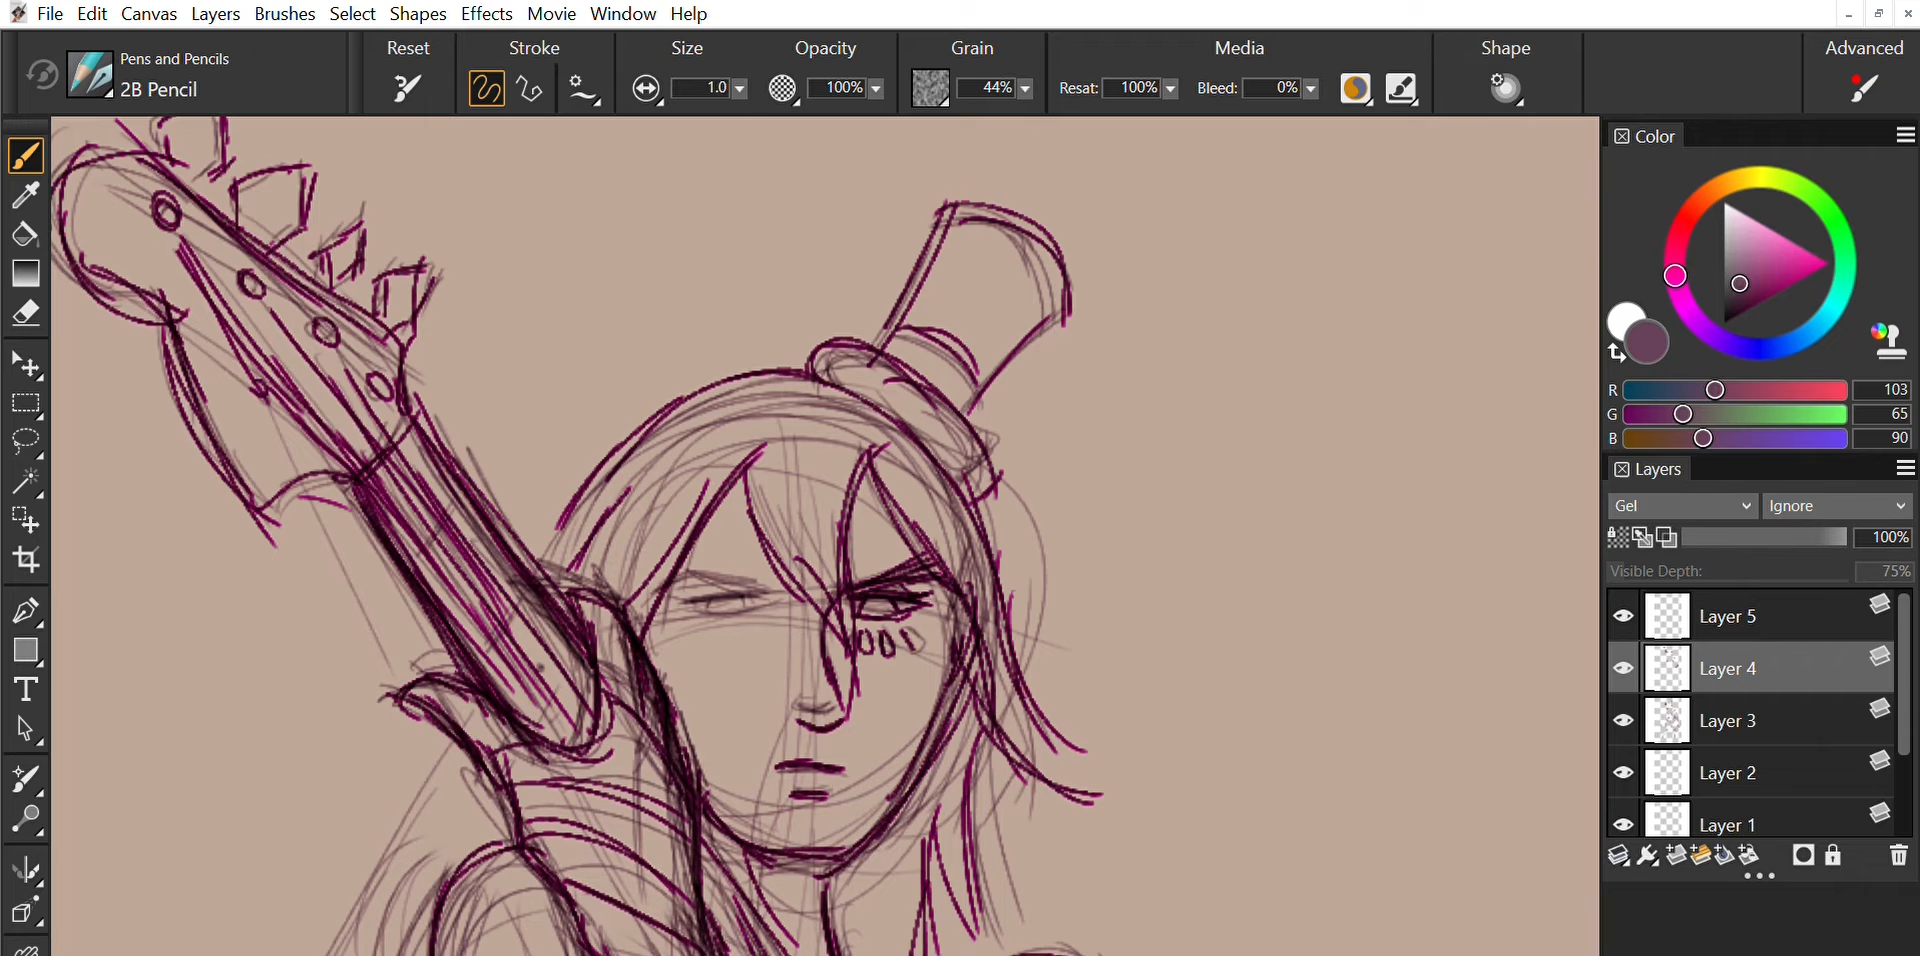 File Edit Canvas Layers Brushes Select Shapes Effects Movie Window Help
Pens and Pencils
2B Pencil
Reset Stroke Size Opacity Grain Media Shape Advanced
1.0 100% 44% Resat: 100% Bleed: 0%
Color
R 103
G 65
B 90
Layers
Gel Ignore
100%
Visible Depth: 75%
Layer 5
Layer 4
Layer 3
Layer 2
Layer 1